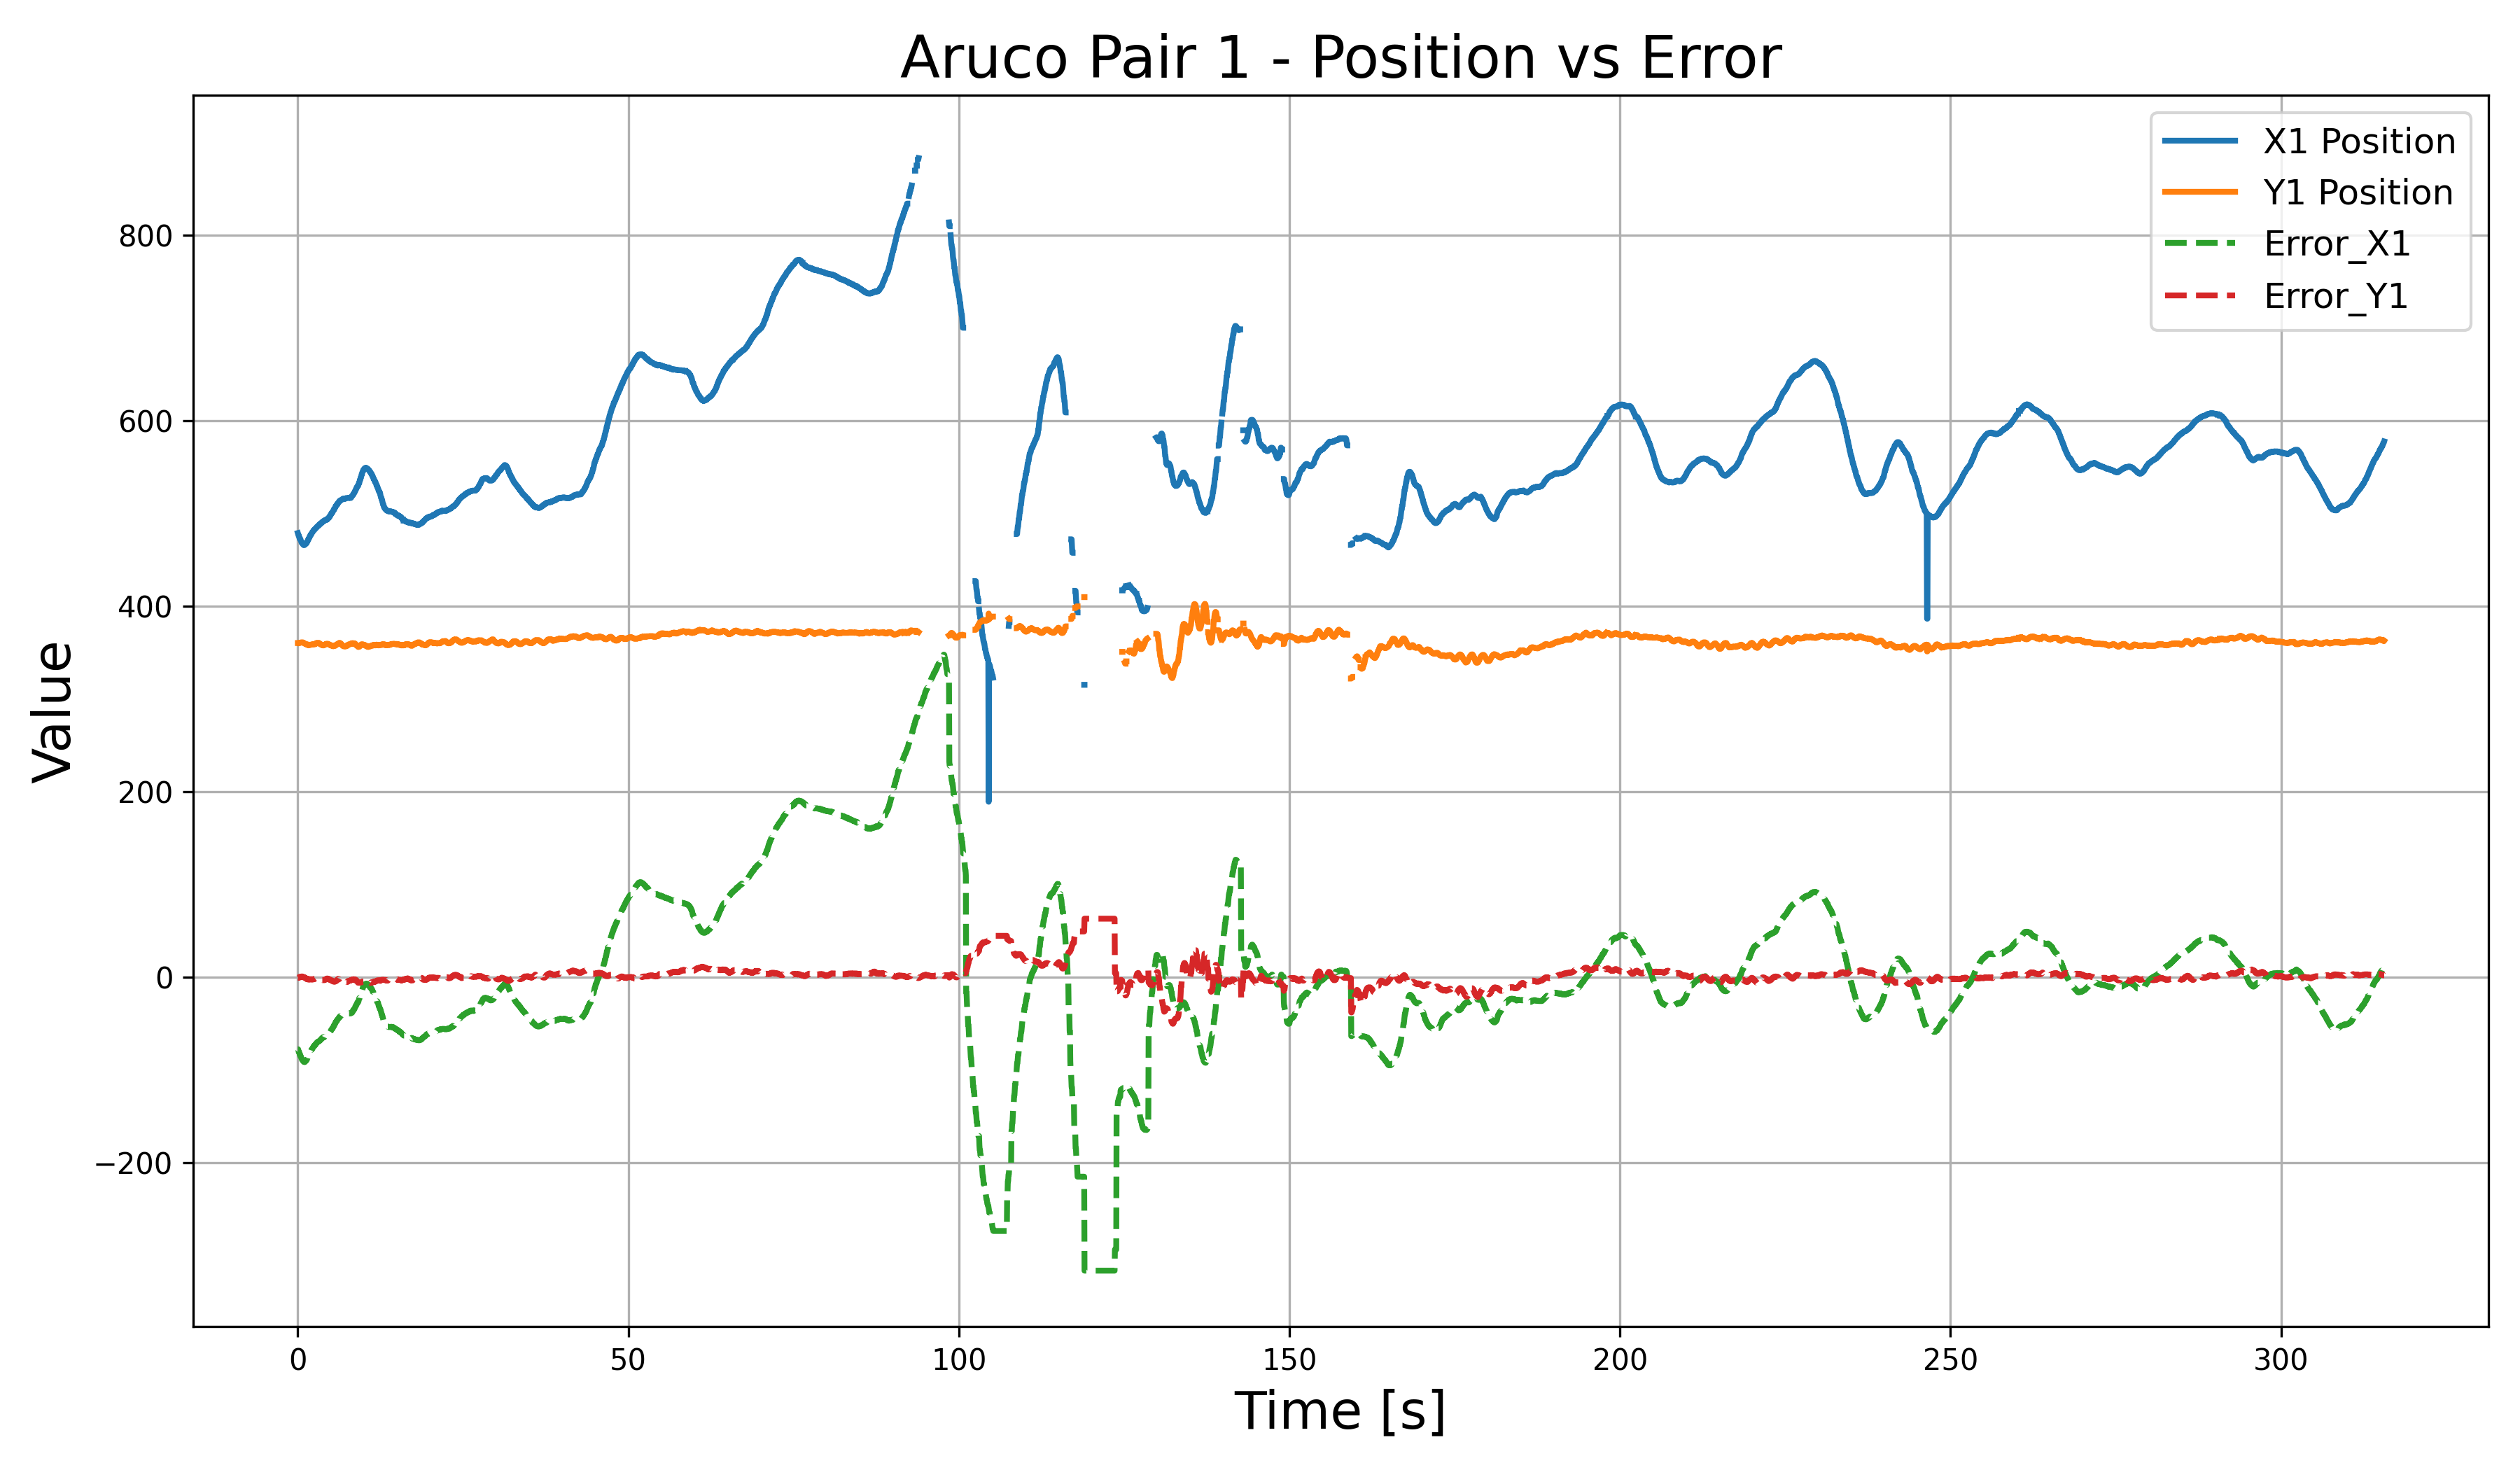 Aruco Pair 1 - Position vs Error
X1 Position
Y1 Position
Error_X1
Error_Y1
800
600
400
200
0
−200
Value
0 50 100 150 200 250 300
Time [s]